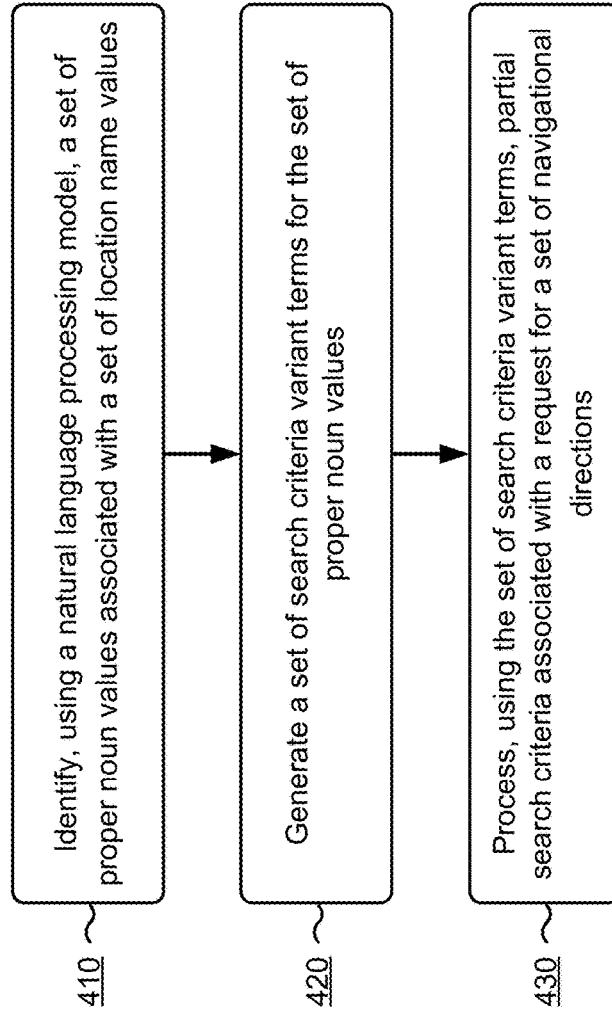 410
Identify, using a natural language processing model, a set of
proper noun values associated with a set of location name values
420
Generate a set of search criteria variant terms for the set of
proper noun values
430
Process, using the set of search criteria variant terms, partial
search criteria associated with a request for a set of navigational
directions